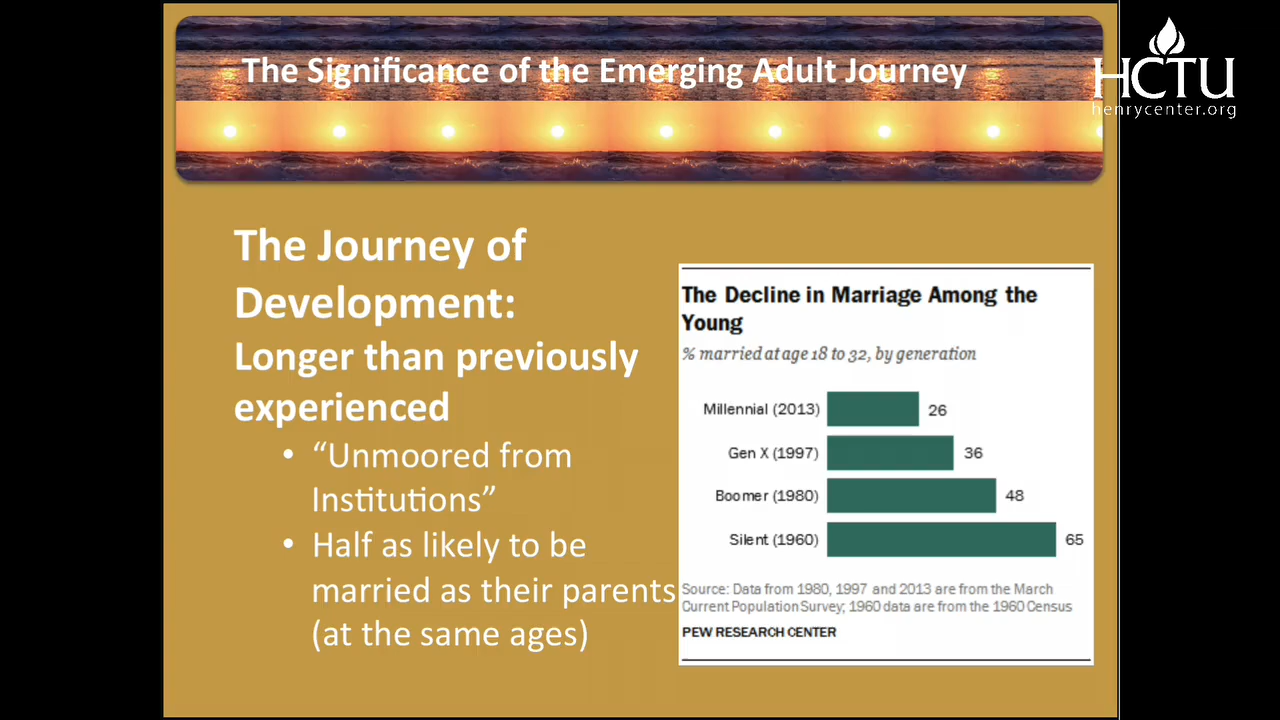 The Significance of the Emerging Adult Journey
HCTU
henrycenter.org
The Journey of
Development:
Longer than previously
experienced
• “Unmoored from
Institutions”
• Half as likely to be
married as their parents
(at the same ages)
The Decline in Marriage Among the
Young
% married at age 18 to 32, by generation
Millennial (2013) 26
Gen X (1997) 36
Boomer (1980) 48
Silent (1960) 65
Source: Data from 1980, 1997 and 2013 are from the March
Current Population Survey; 1960 data are from the 1960 Census
PEW RESEARCH CENTER